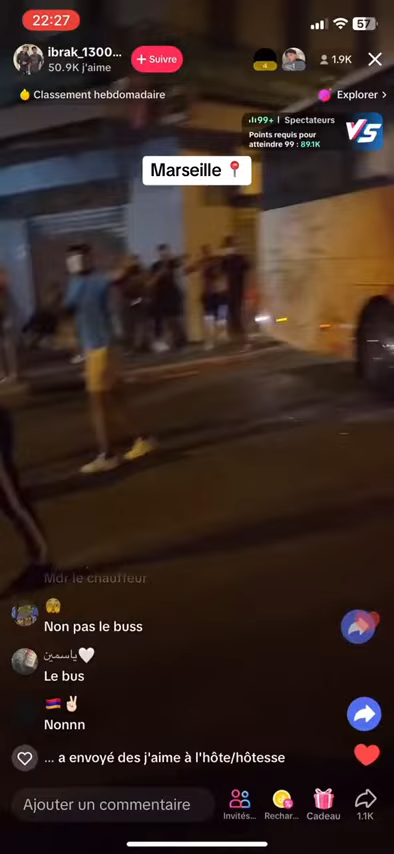 22:27
57
ibrak_1300...
50.9K j'aime
+ Suivre
1.9K
Classement hebdomadaire
Explorer >
99+ | Spectateurs
Points requis pour
atteindre 99 : 89.1K
VS
Marseille
Mdr le chauffeur
Non pas le buss
ياسمين
Le bus
Nonnn
... a envoyé des j'aime à l'hôte/hôtesse
Ajouter un commentaire
Invités...
Rechar...
Cadeau
1.1K